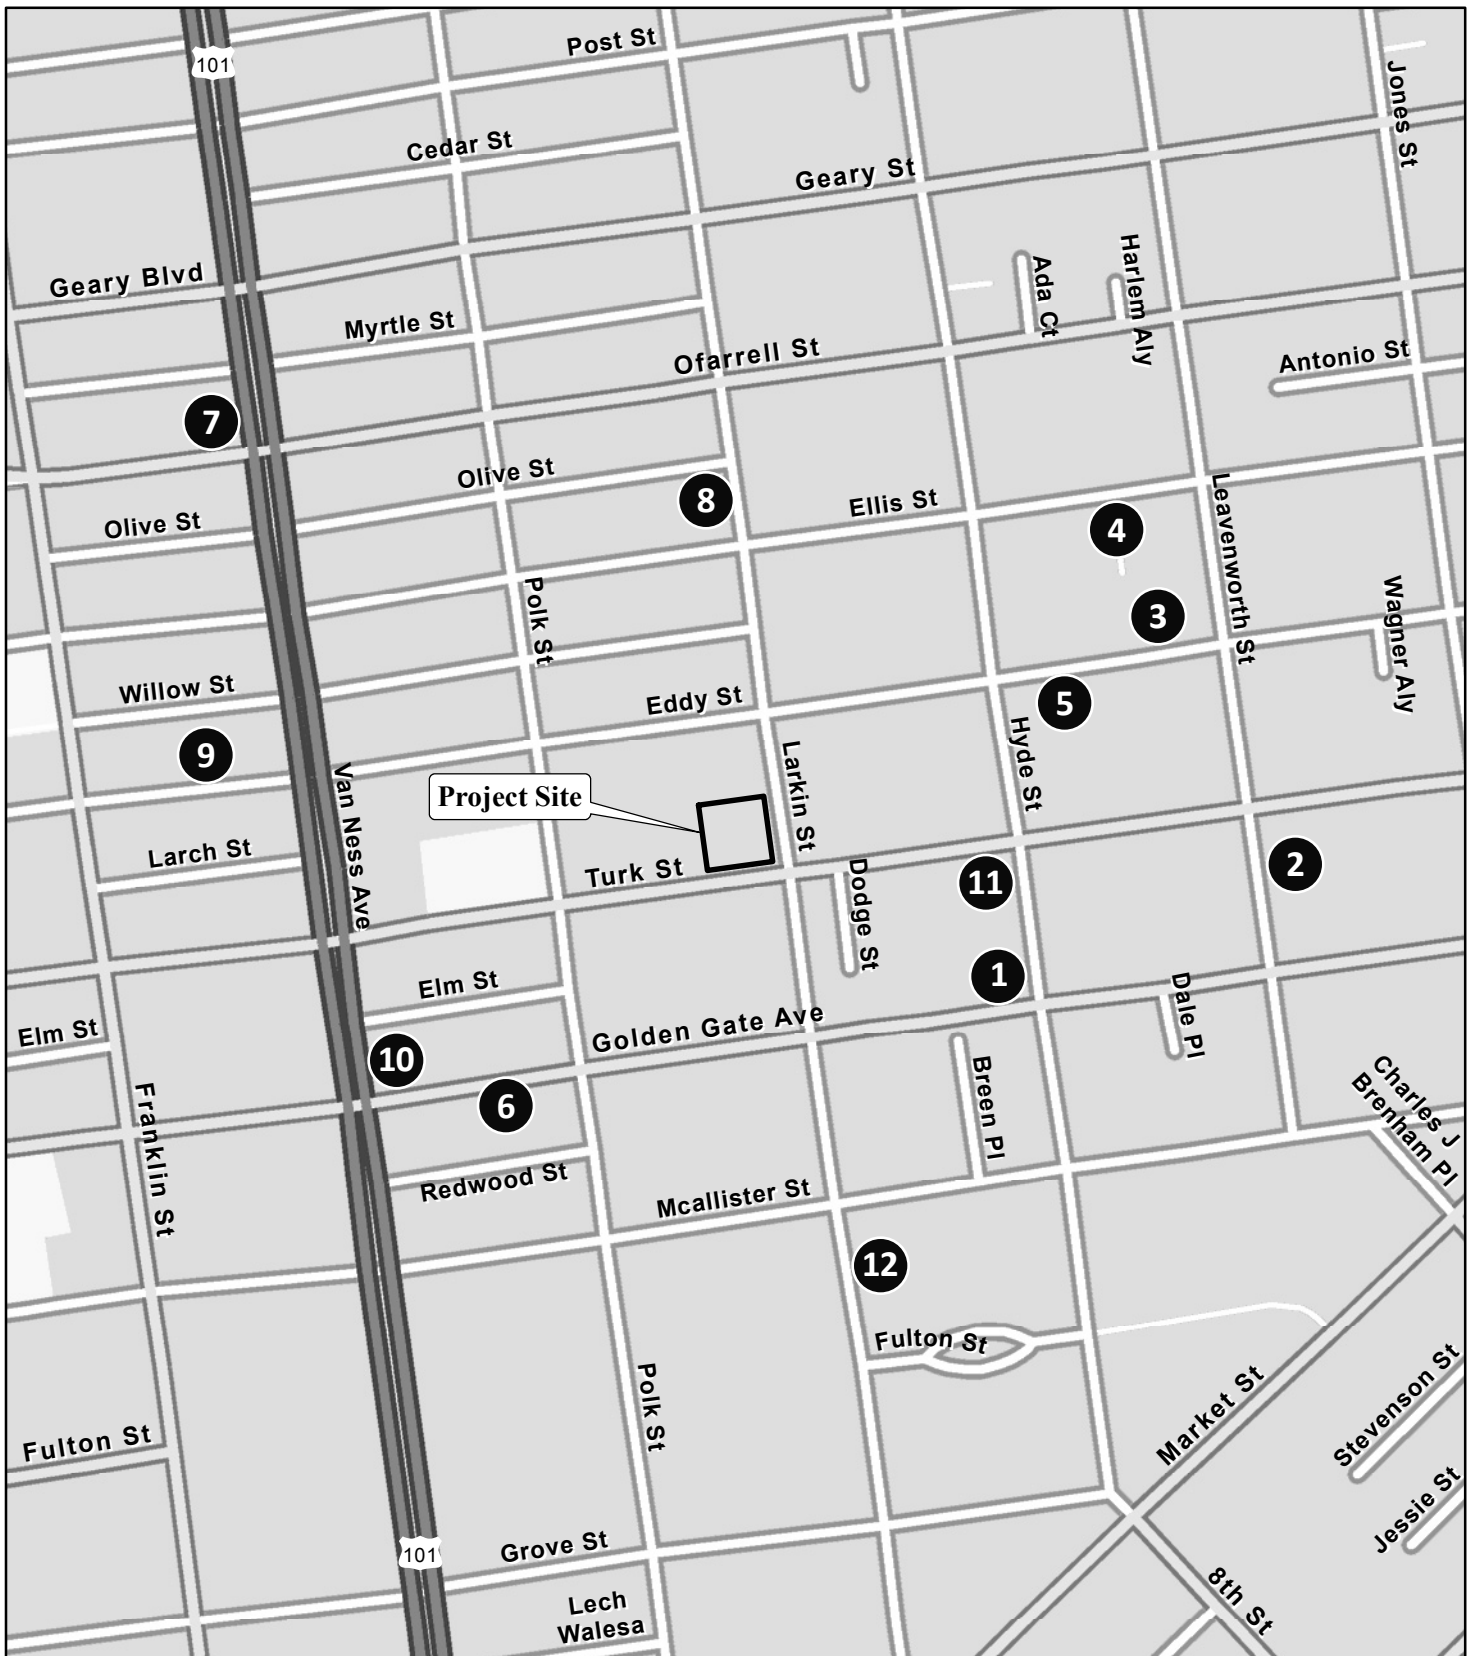 101
Post St
Jones St
Cedar St
Geary St
Geary Blvd
Ada Ct
Harlem Aly
Myrtle St
Ofarrell St
Antonio St
7
Olive St
8
Ellis St
Olive St
4
Leavenworth St
Polk St
3
Wagner Aly
Willow St
Eddy St
5
9
Hyde St
Van Ness Ave
Project Site
Larkin St
Larch St
Turk St
Dodge St
11
2
1
Elm St
Dale Pl
Golden Gate Ave
Elm St
10
6
Breen Pl
Charles J
Brenham Pl
Franklin St
Redwood St
Mcallister St
12
Fulton St
Polk St
Market St
Stevenson St
Fulton St
Jessie St
101
Grove St
8th St
Lech
Walesa